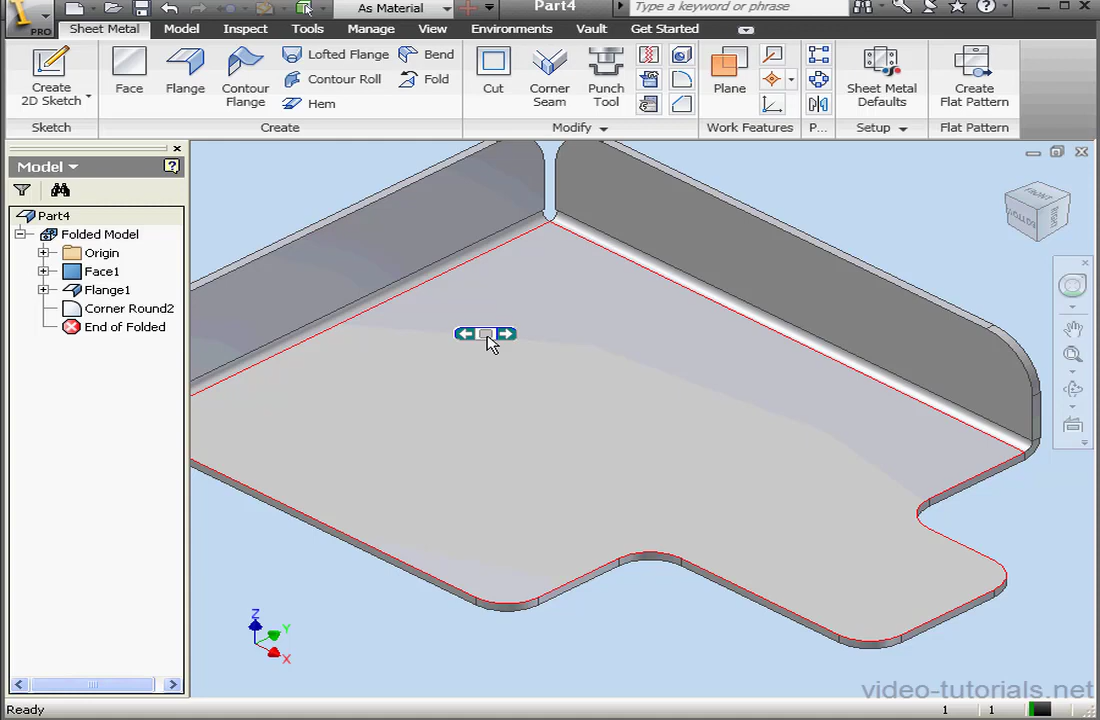 PRO
As Material
Part4
Type a keyword or phrase
Sheet Metal Model Inspect Tools Manage View Environments Vault Get Started
Create 2D Sketch
Face
Flange
Contour Flange
Lofted Flange
Contour Roll
Hem
Bend
Fold
Cut
Corner Seam
Punch Tool
Plane
Sheet Metal Defaults
Create Flat Pattern
Sketch Create Modify Work Features P... Setup Flat Pattern
Model
Part4
Folded Model
Origin
Face1
Flange1
Corner Round2
End of Folded
FRONT
RIGHT
BOTTOM
Z
Y
X
video-tutorials.net
Ready 1 1